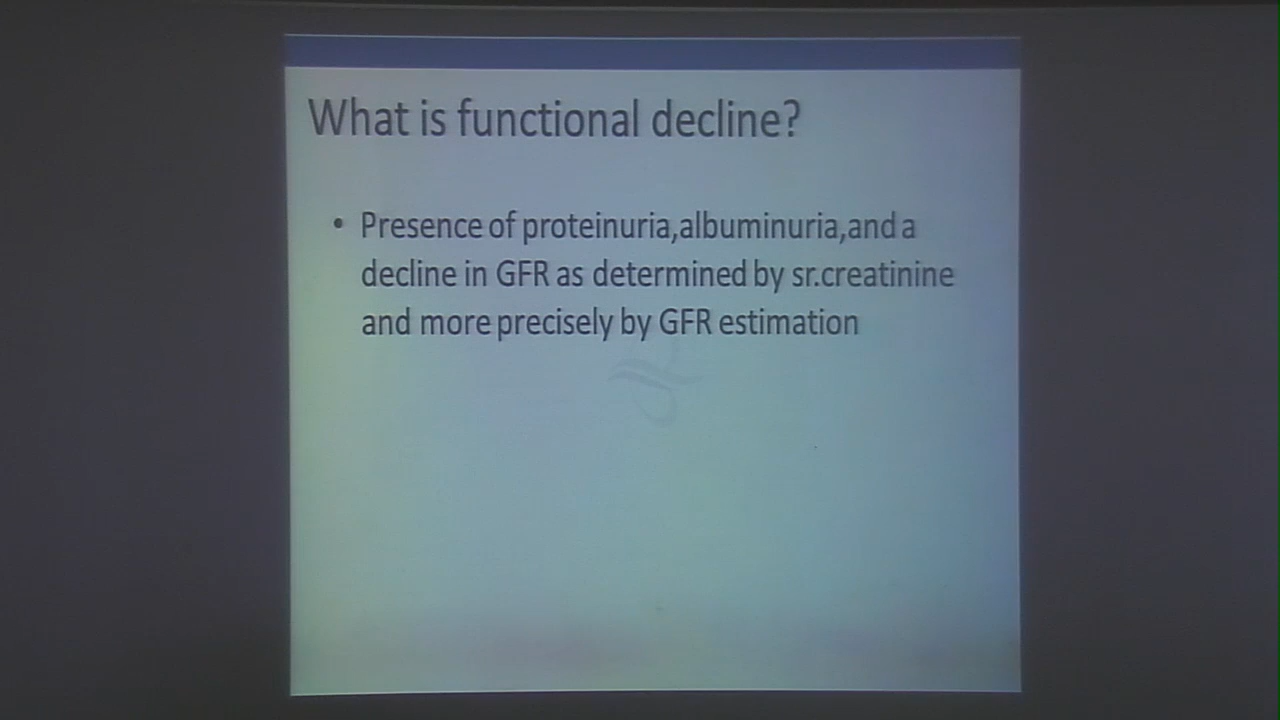 What is functional decline?
• Presence of proteinuria,albuminuria,and a
decline in GFR as determined by sr.creatinine
and more precisely by GFR estimation